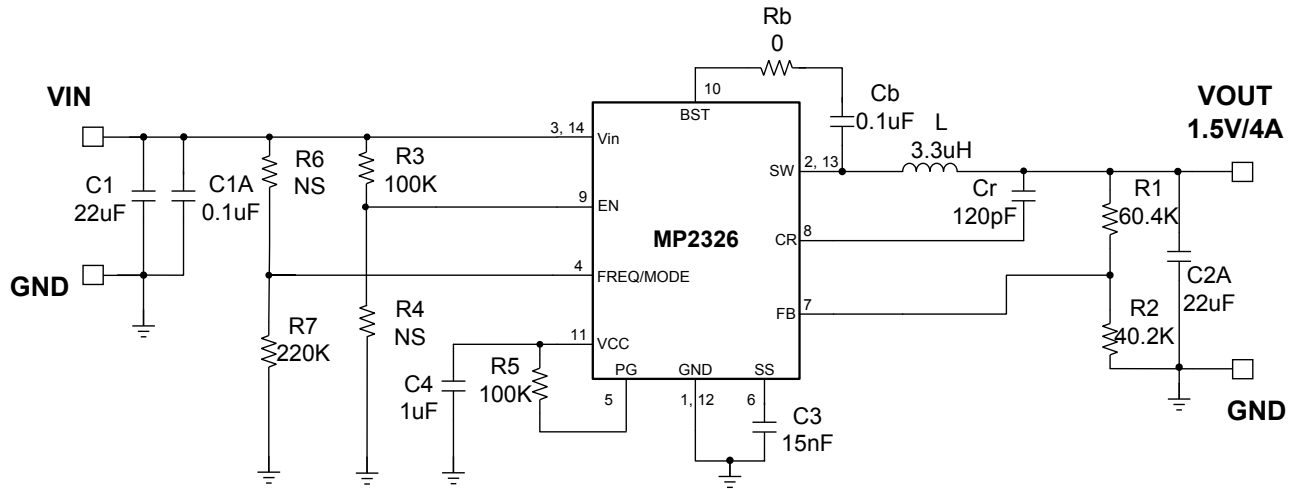 Rb
0
10
BST
Cb
0.1uF
VIN
VOUT
1.5V/4A
3, 14
Vin
L
3.3uH
SW
2, 13
R6
NS
R3
100K
C1
22uF
C1A
0.1uF
Cr
120pF
R1
60.4K
9
EN
MP2326
CR
8
GND
4
FREQ/MODE
C2A
22uF
R7
220K
R4
NS
FB
7
R2
40.2K
11
VCC
C4
1uF
R5
100K
PG
GND
SS
5
1, 12
6
C3
15nF
GND